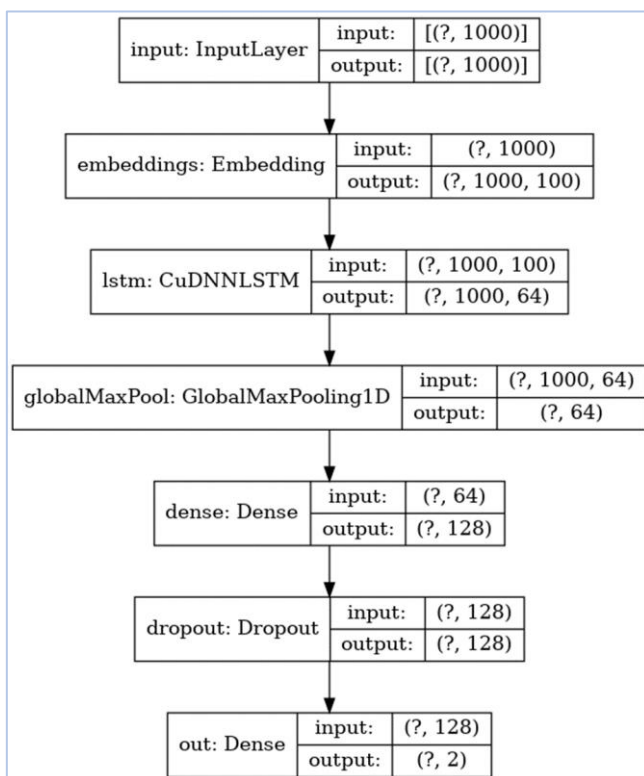 input: InputLayer input: [(?, 1000)]
output: [(?, 1000)]
embeddings: Embedding input: (?, 1000)
output: (?, 1000, 100)
lstm: CuDNNLSTM input: (?, 1000, 100)
output: (?, 1000, 64)
globalMaxPool: GlobalMaxPooling1D input: (?, 1000, 64)
output: (?, 64)
dense: Dense input: (?, 64)
output: (?, 128)
dropout: Dropout input: (?, 128)
output: (?, 128)
out: Dense input: (?, 128)
output: (?, 2)